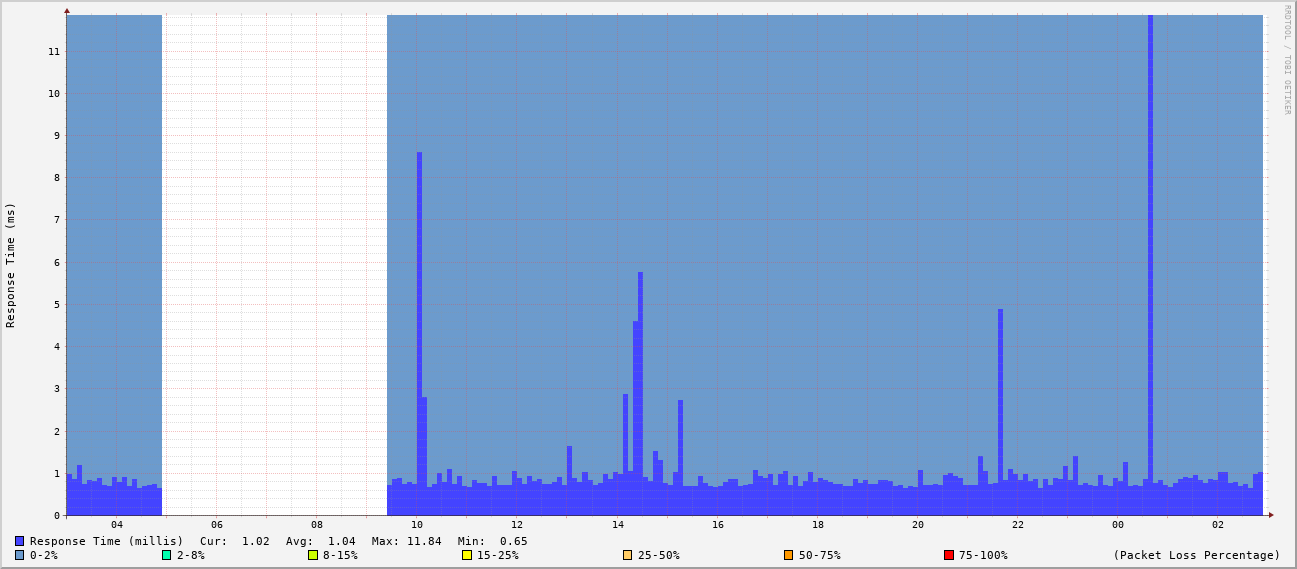 RRDTOOL / TOBI OETIKER
Response Time (ms)
11
10
9
8
7
6
5
4
3
2
1
0
04 06 08 10 12 14 16 18 20 22 00 02
Response Time (millis) Cur: 1.02 Avg: 1.04 Max: 11.84 Min: 0.65
0-2% 2-8% 8-15% 15-25% 25-50% 50-75% 75-100% (Packet Loss Percentage)